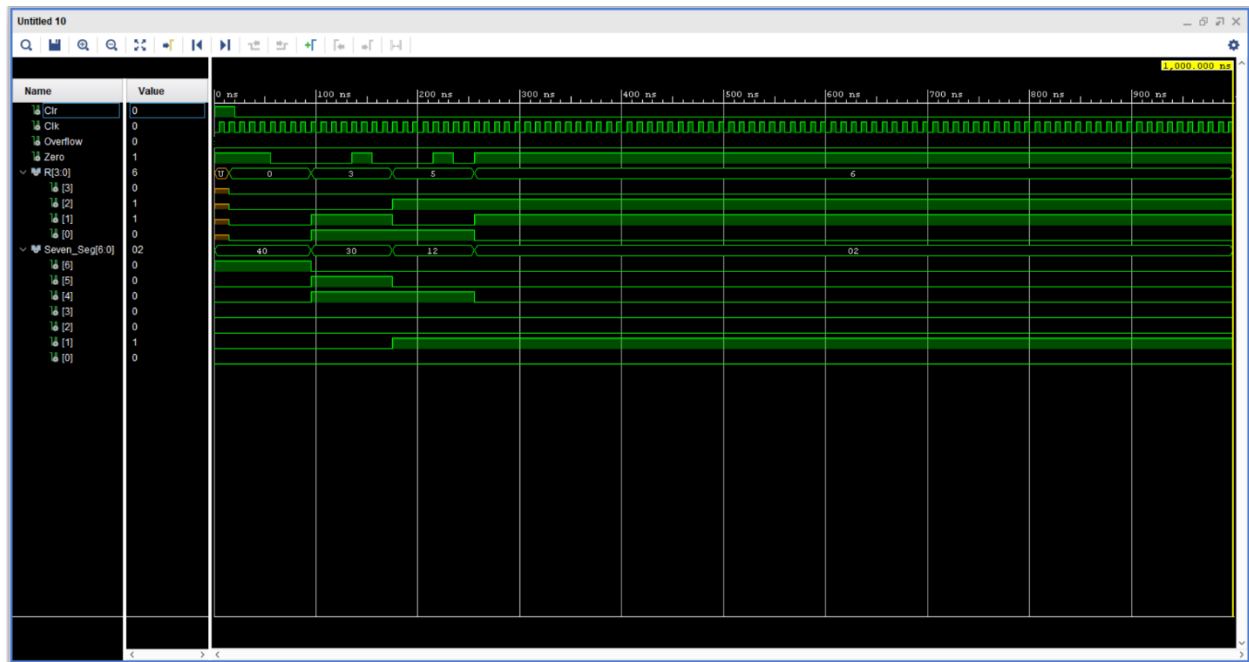 Untitled 10
1,000.000 ns
Name Value
0 ns 100 ns 200 ns 300 ns 400 ns 500 ns 600 ns 700 ns 800 ns 900 ns
Clr 0
Clk 0
Overflow 0
Zero 1
R[3:0] 6 U 0 3 5 6
[3] 0
[2] 1
[1] 1
[0] 0
Seven_Seg[6:0] 02 40 30 12 02
[6] 0
[5] 0
[4] 0
[3] 0
[2] 0
[1] 1
[0] 0